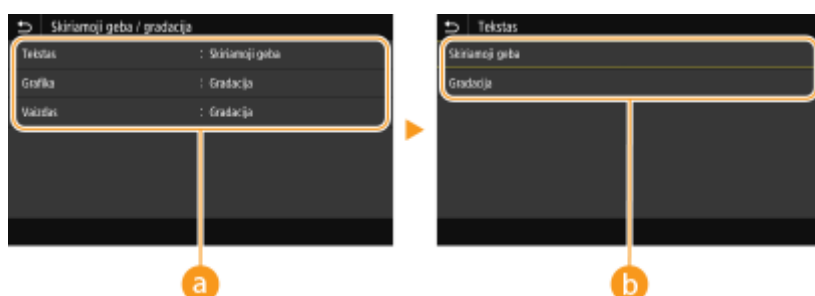 Skiriamoji geba / gradacija
Tekstas : Skiriamoji geba
Grafika : Gradacija
Vaizdas : Gradacija
a
Tekstas
Skiriamoji geba
Gradacija
b